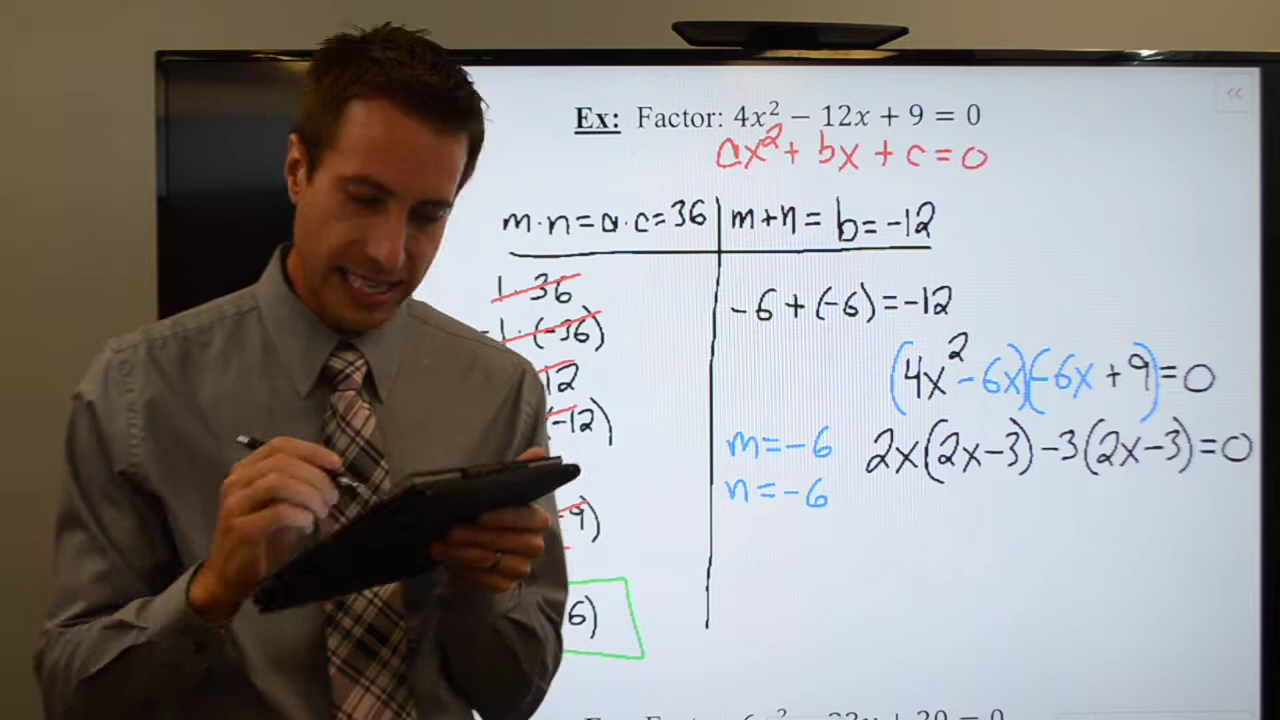 Ex: Factor: 4x² − 12x + 9 = 0
ax² + bx + c = 0
m·n = a·c = 36
m+n = b = -12
1·36
-1·(-36)
12
(-12)
-9)
6)
-6 + (-6) = -12
(4x² - 6x)(-6x + 9) = 0
m = -6
n = -6
2x(2x-3) -3(2x-3) = 0